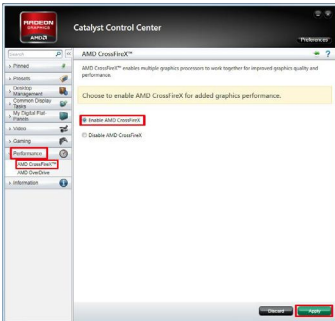 RADEON
GRAPHICS
AMD
Catalyst Control Center
Preferences
Search
AMD CrossFireX™
Pinned
Presets
Desktop
Management
Common Display
Tasks
My Digital Flat-
Panels
Video
Gaming
Performance
AMD CrossFireX™
AMD OverDrive
Information
AMD CrossFireX™ enables multiple graphics processors to work together for improved graphics quality and
performance.
Choose to enable AMD CrossFireX for added graphics performance.
Enable AMD CrossFireX
Disable AMD CrossFireX
Discard
Apply